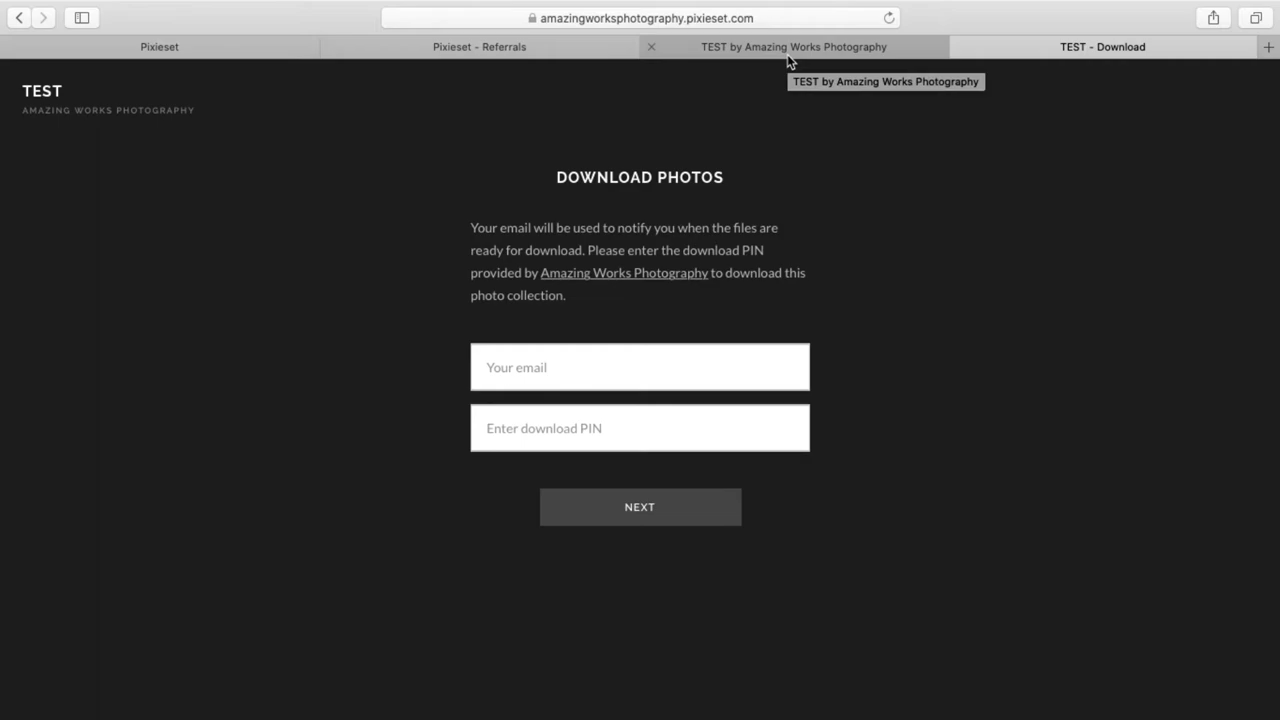 amazingworksphotography.pixieset.com
Pixieset
Pixieset - Referrals
TEST by Amazing Works Photography
TEST - Download
TEST by Amazing Works Photography
TEST
AMAZING WORKS PHOTOGRAPHY
DOWNLOAD PHOTOS
Your email will be used to notify you when the files are
ready for download. Please enter the download PIN
provided by Amazing Works Photography to download this
photo collection.
Your email
Enter download PIN
NEXT